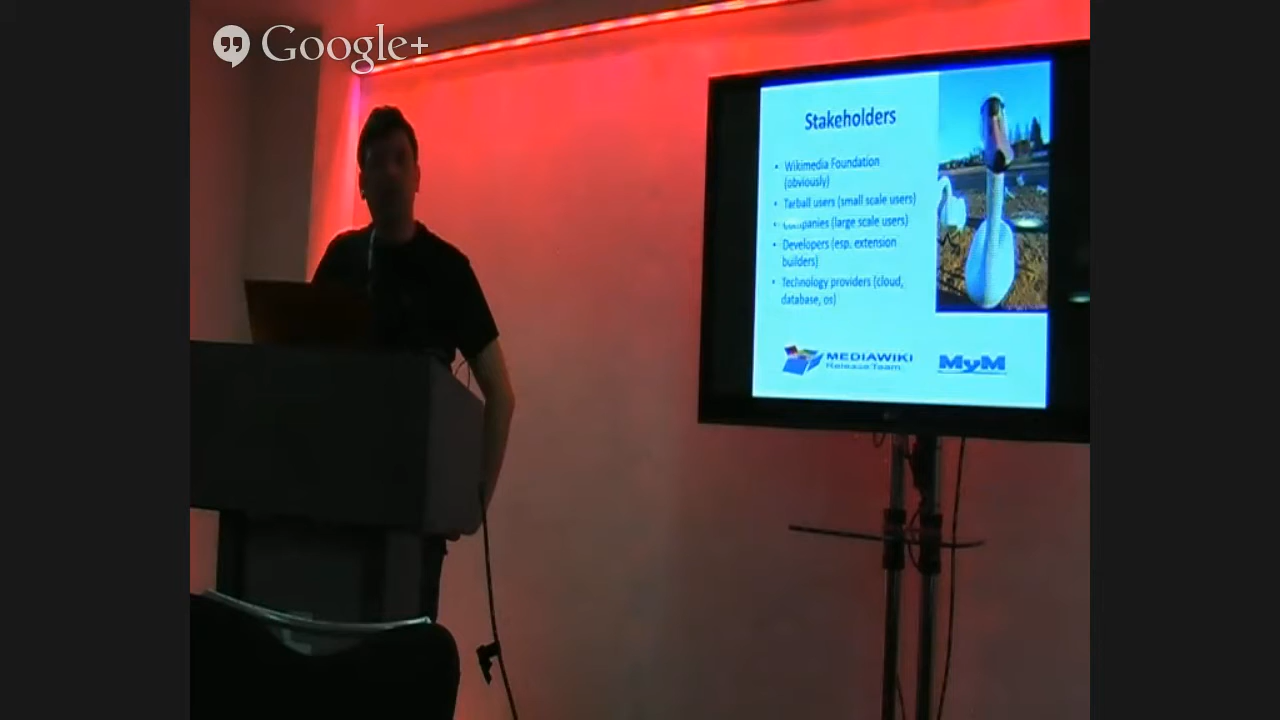 Google+
Stakeholders
• Wikimedia Foundation
(obviously)
• Tarball users (small scale users)
• Companies (large scale users)
• Developers (esp. extension
builders)
• Technology providers (cloud,
database, os)
MEDIAWIKI
Release Team
MyM